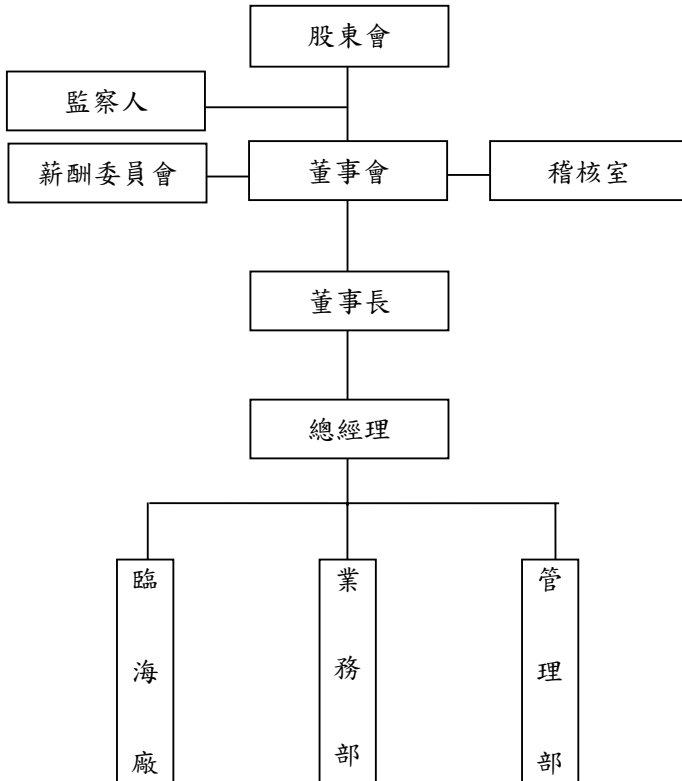 股東會
監察人
薪酬委員會
董事會
稽核室
董事長
總經理
臨海廠
業務部
管理部